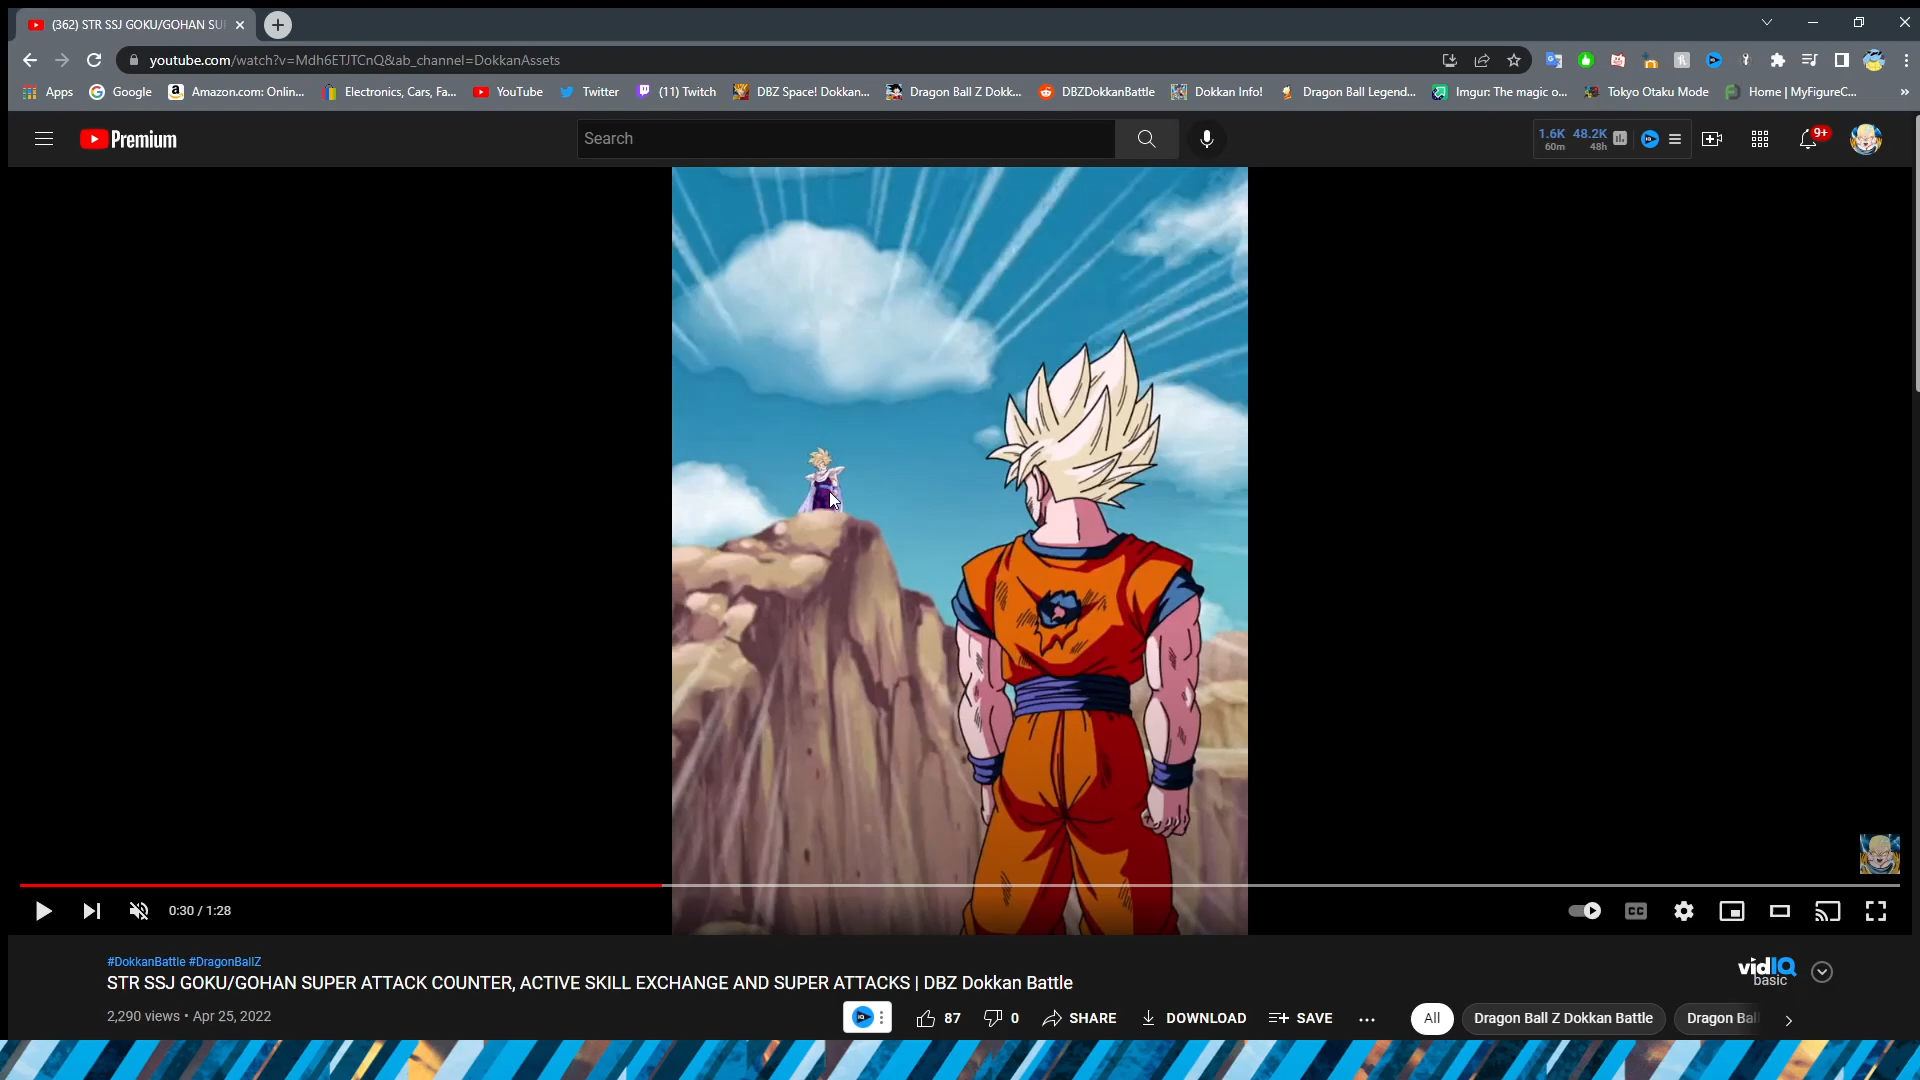 (362) STR SSJ GOKU/GOHAN SU
youtube.com/watch?v=Mdh6ETJTCnQ&ab_channel=DokkanAssets
Apps Google Amazon.com: Onlin... Electronics, Cars, Fa... YouTube Twitter (11) Twitch DBZ Space! Dokkan... Dragon Ball Z Dokk... DBZDokkanBattle Dokkan Info! Dragon Ball Legend... Imgur: The magic o... Tokyo Otaku Mode Home | MyFigureC... »
Premium
Search
1.6K 48.2K
60m 48h
9+
0:30 / 1:28
CC
#DokkanBattle #DragonBallZ
STR SSJ GOKU/GOHAN SUPER ATTACK COUNTER, ACTIVE SKILL EXCHANGE AND SUPER ATTACKS | DBZ Dokkan Battle
vidIQ
basic
2,290 views • Apr 25, 2022
87 0 SHARE DOWNLOAD SAVE ...
All Dragon Ball Z Dokkan Battle Dragon Bal